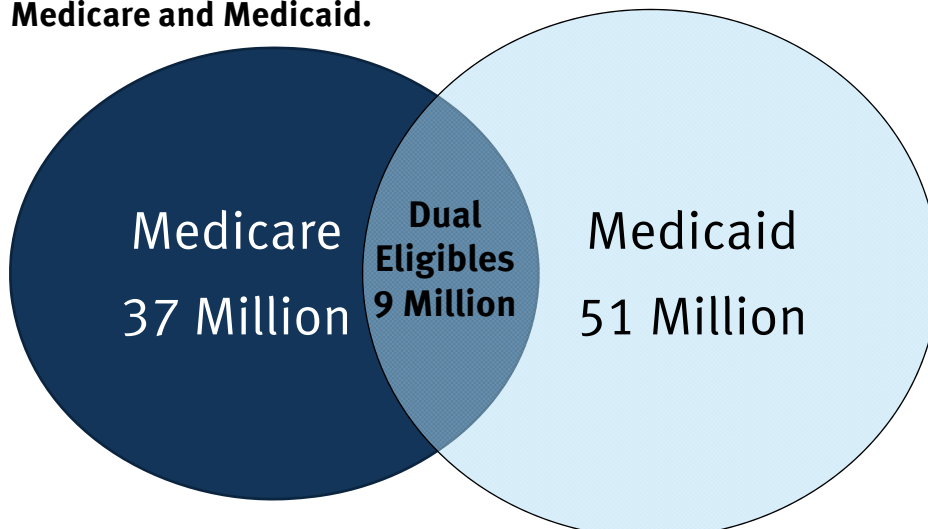 Medicare and Medicaid.
Medicare
37 Million
Dual
Eligibles
9 Million
Medicaid
51 Million